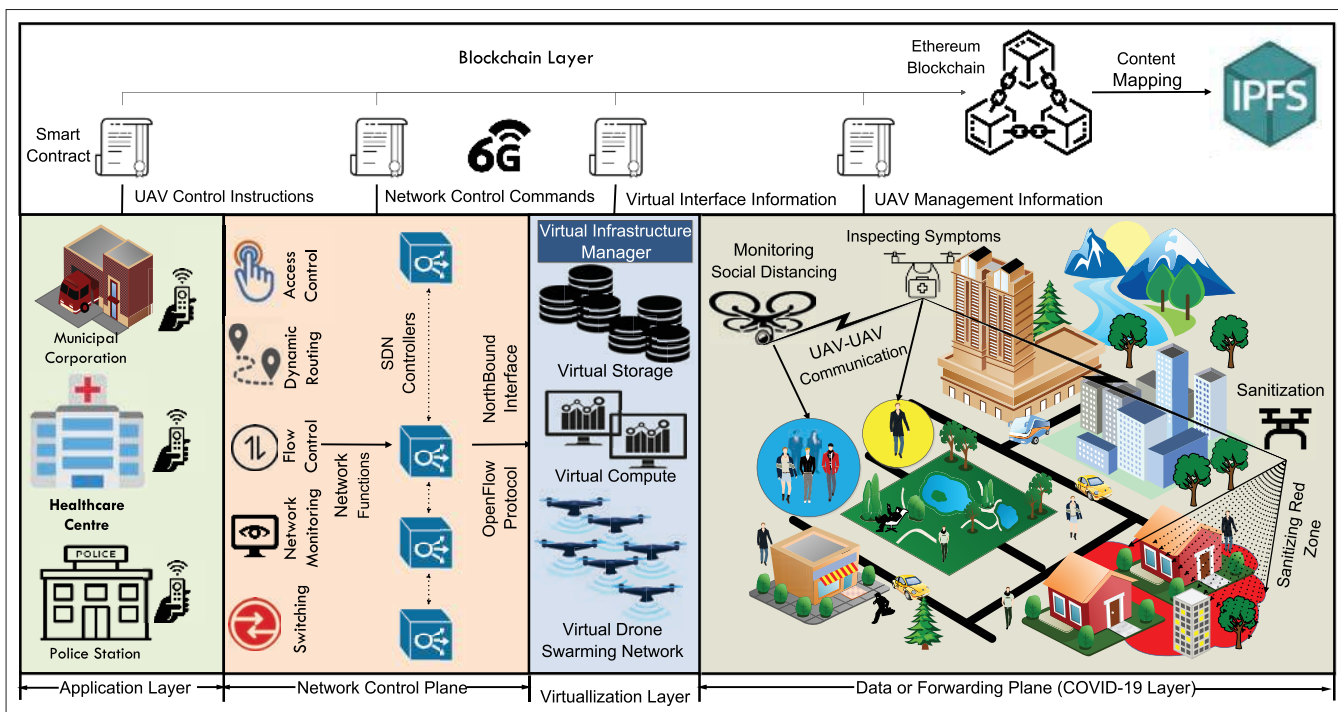 Blockchain Layer
Ethereum
Blockchain
Content
Mapping
IPFS
Smart
Contract
6G
UAV Control Instructions
Network Control Commands
Virtual Interface Information
UAV Management Information
Municipal
Corporation
Healthcare
Centre
POLICE
Police Station
Access
Control
Dynamic
Routing
Flow
Control
Network
Monitoring
Switching
Network
Functions
SDN
Controllers
NorthBound
Interface
OpenFlow
Protocol
Virtual Infrastructure
Manager
Virtual Storage
Virtual Compute
Virtual Drone
Swarming Network
Monitoring
Social Distancing
Inspecting Symptoms
UAV-UAV
Communication
Sanitization
Sanitizing Red
Zone
Application Layer
Network Control Plane
Virtuallization Layer
Data or Forwarding Plane (COVID-19 Layer)